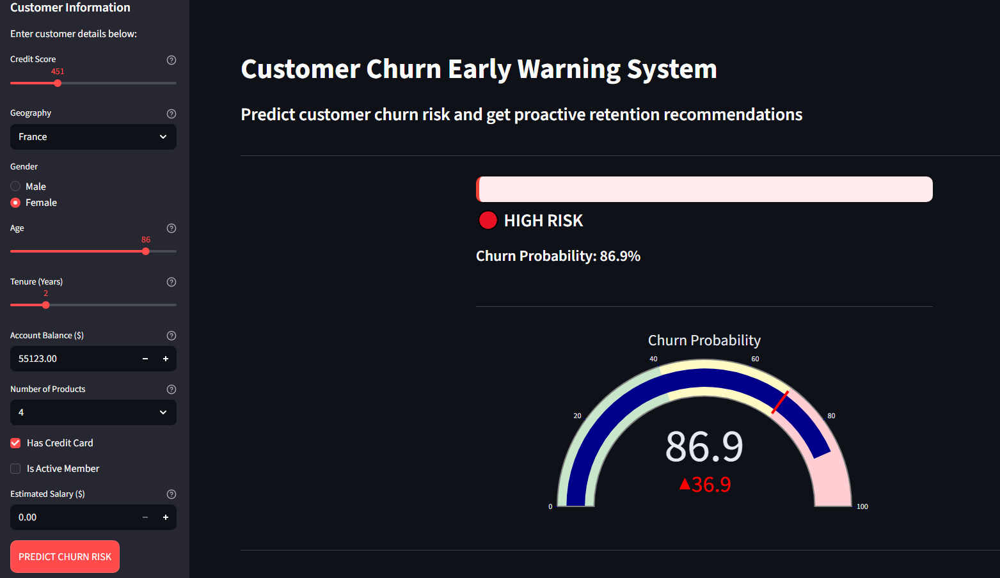 Customer Information
Enter customer details below:
Credit Score
451
Geography
France
Gender
Male
Female
Age
86
Tenure (Years)
2
Account Balance ($)
55123.00
Number of Products
4
Has Credit Card
Is Active Member
Estimated Salary ($)
0.00
PREDICT CHURN RISK
Customer Churn Early Warning System
Predict customer churn risk and get proactive retention recommendations
HIGH RISK
Churn Probability: 86.9%
Churn Probability
0
20
40
60
80
100
86.9
▲36.9